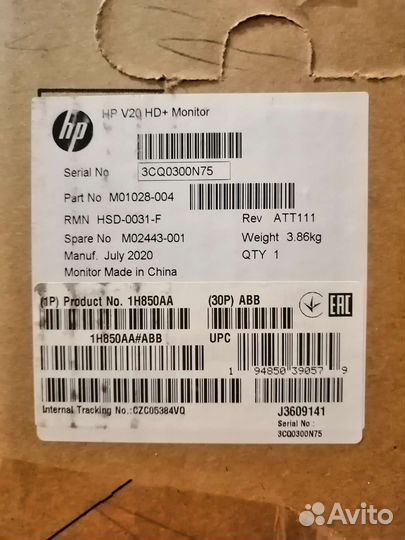 hp
HP V20 HD+ Monitor
Serial No 3CQ0300N75
Part No M01028-004
RMN HSD-0031-F Rev ATT111
Spare No M02443-001 Weight 3.86kg
Manuf. July 2020 QTY 1
Monitor Made in China
(1P) Product No. 1H850AA (30P) ABB
EAC
1H850AA#ABB UPC
1 94850 39057 9
J3609141
Internal Tracking No.:CZC05384VQ
Serial No :
3CQ0300N75
Avito